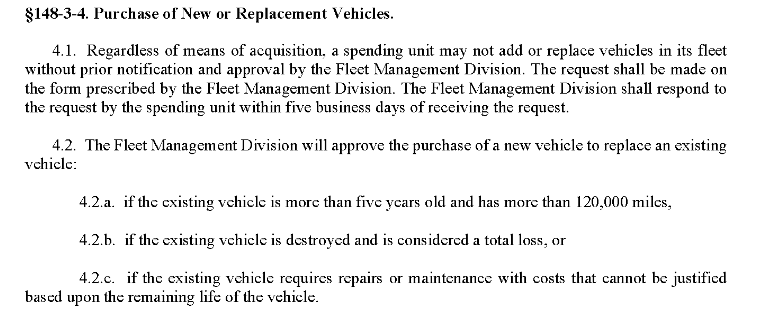 §148-3-4. Purchase of New or Replacement Vehicles.
4.1. Regardless of means of acquisition, a spending unit may not add or replace vehicles in its fleet
without prior notification and approval by the Fleet Management Division. The request shall be made on
the form prescribed by the Fleet Management Division. The Fleet Management Division shall respond to
the request by the spending unit within five business days of receiving the request.
4.2. The Fleet Management Division will approve the purchase of a new vehicle to replace an existing
vehicle:
4.2.a. if the existing vehicle is more than five years old and has more than 120,000 miles,
4.2.b. if the existing vehicle is destroyed and is considered a total loss, or
4.2.c. if the existing vehicle requires repairs or maintenance with costs that cannot be justified
based upon the remaining life of the vehicle.